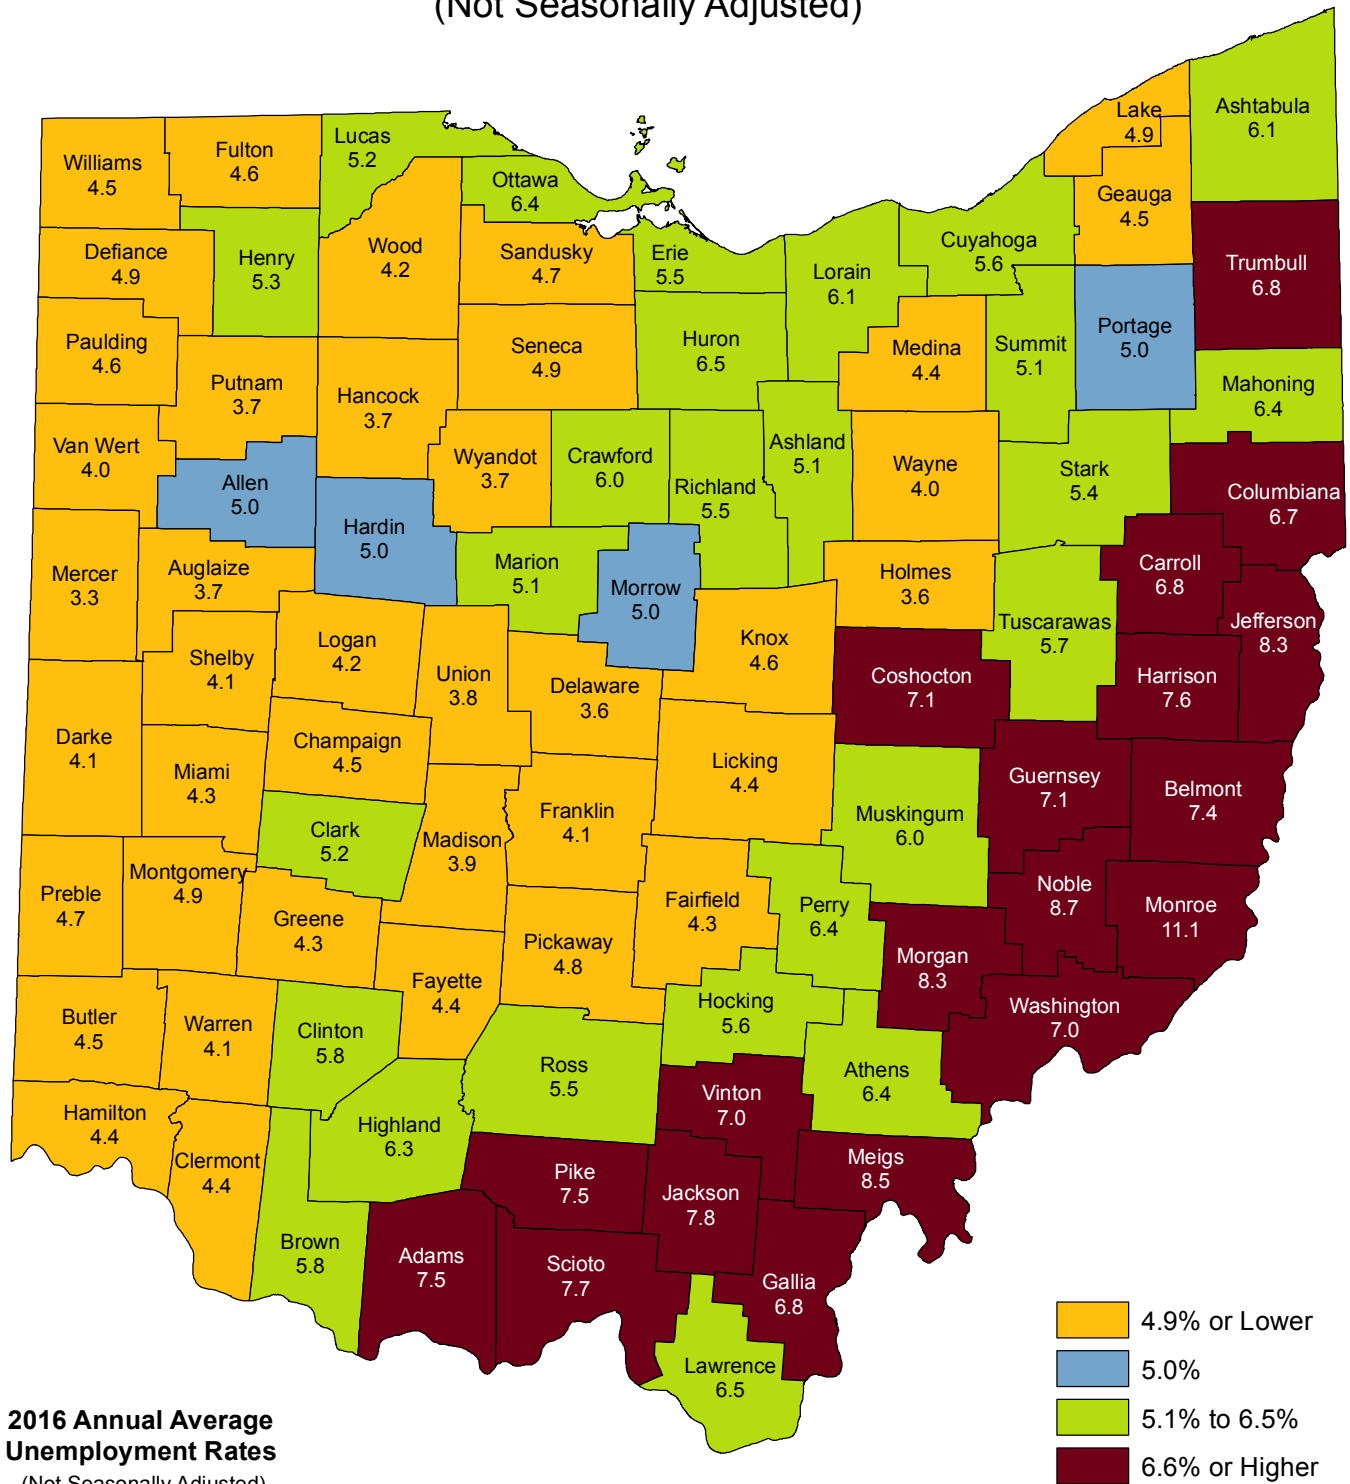 (Not Seasonally Adjusted)
Lake
4.9
Ashtabula
6.1
Williams
4.5
Fulton
4.6
Lucas
5.2
Ottawa
6.4
Geauga
4.5
Defiance
4.9
Henry
5.3
Wood
4.2
Sandusky
4.7
Erie
5.5
Lorain
6.1
Cuyahoga
5.6
Trumbull
6.8
Paulding
4.6
Putnam
3.7
Hancock
3.7
Seneca
4.9
Huron
6.5
Medina
4.4
Summit
5.1
Portage
5.0
Mahoning
6.4
Van Wert
4.0
Allen
5.0
Hardin
5.0
Wyandot
3.7
Crawford
6.0
Richland
5.5
Ashland
5.1
Wayne
4.0
Stark
5.4
Columbiana
6.7
Mercer
3.3
Auglaize
3.7
Marion
5.1
Morrow
5.0
Holmes
3.6
Carroll
6.8
Tuscarawas
5.7
Jefferson
8.3
Shelby
4.1
Logan
4.2
Union
3.8
Delaware
3.6
Knox
4.6
Coshocton
7.1
Harrison
7.6
Darke
4.1
Miami
4.3
Champaign
4.5
Licking
4.4
Guernsey
7.1
Belmont
7.4
Clark
5.2
Madison
3.9
Franklin
4.1
Muskingum
6.0
Preble
4.7
Montgomery
4.9
Greene
4.3
Fairfield
4.3
Perry
6.4
Noble
8.7
Monroe
11.1
Pickaway
4.8
Fayette
4.4
Morgan
8.3
Washington
7.0
Butler
4.5
Warren
4.1
Clinton
5.8
Hocking
5.6
Ross
5.5
Athens
6.4
Vinton
7.0
Hamilton
4.4
Clermont
4.4
Highland
6.3
Pike
7.5
Jackson
7.8
Meigs
8.5
Brown
5.8
Adams
7.5
Scioto
7.7
Gallia
6.8
Lawrence
6.5
4.9% or Lower
5.0%
5.1% to 6.5%
6.6% or Higher
2016 Annual Average
Unemployment Rates
(Not Seasonally Adjusted)